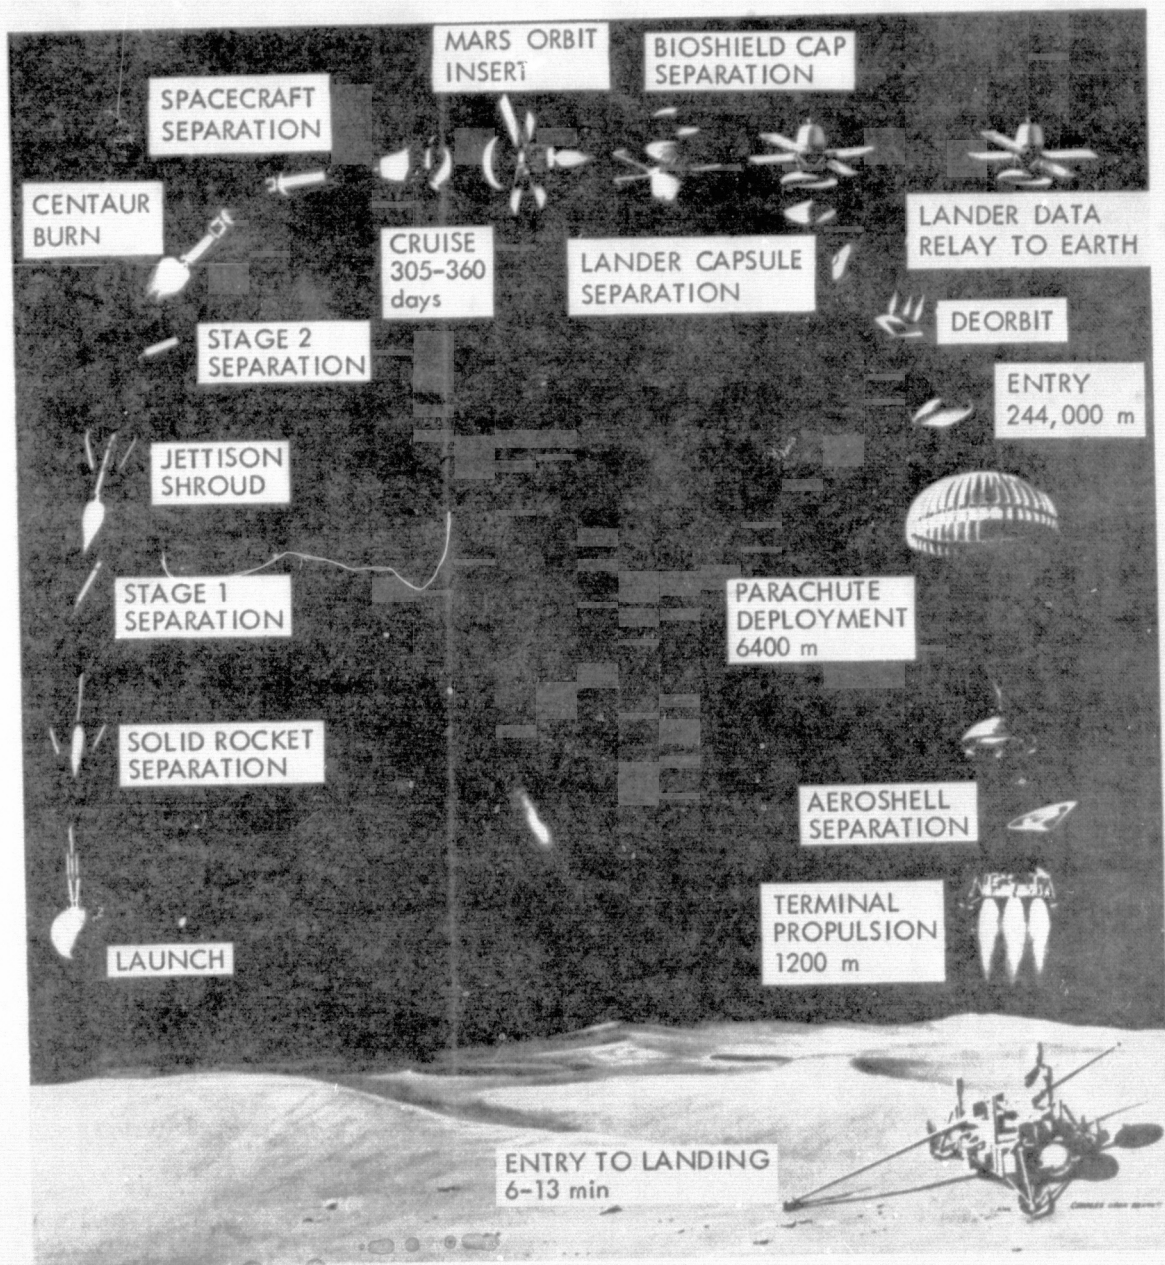 MARS ORBIT
INSERT
BIOSHIELD CAP
SEPARATION
SPACECRAFT
SEPARATION
CENTAUR
BURN
CRUISE
305-360
days
LANDER CAPSULE
SEPARATION
LANDER DATA
RELAY TO EARTH
DEORBIT
STAGE 2
SEPARATION
ENTRY
244,000 m
JETTISON
SHROUD
STAGE 1
SEPARATION
PARACHUTE
DEPLOYMENT
6400 m
SOLID ROCKET
SEPARATION
AEROSHELL
SEPARATION
TERMINAL
PROPULSION
1200 m
LAUNCH
ENTRY TO LANDING
6-13 min